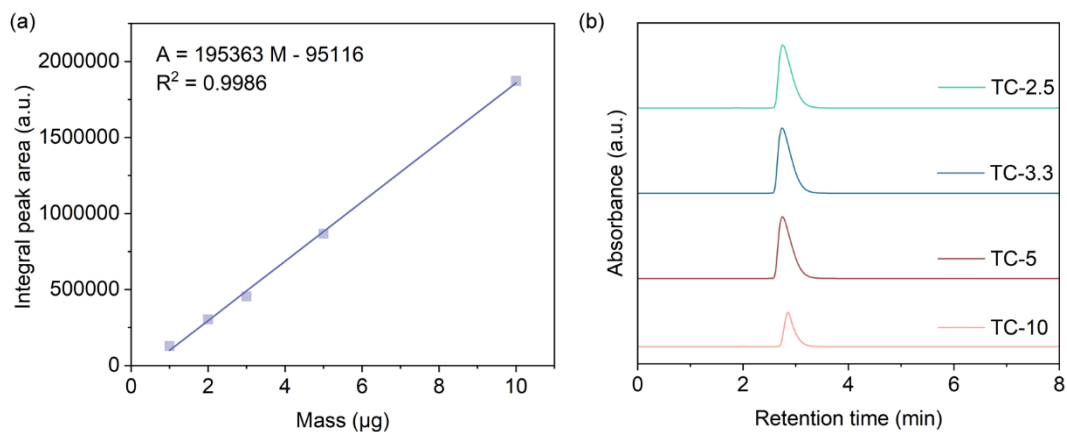 (a)
A = 195363 M - 95116
R² = 0.9986
2000000
1500000
1000000
500000
0
Integral peak area (a.u.)
0 2 4 6 8 10
Mass (μg)
(b)
TC-2.5
TC-3.3
TC-5
TC-10
Absorbance (a.u.)
0 2 4 6 8
Retention time (min)